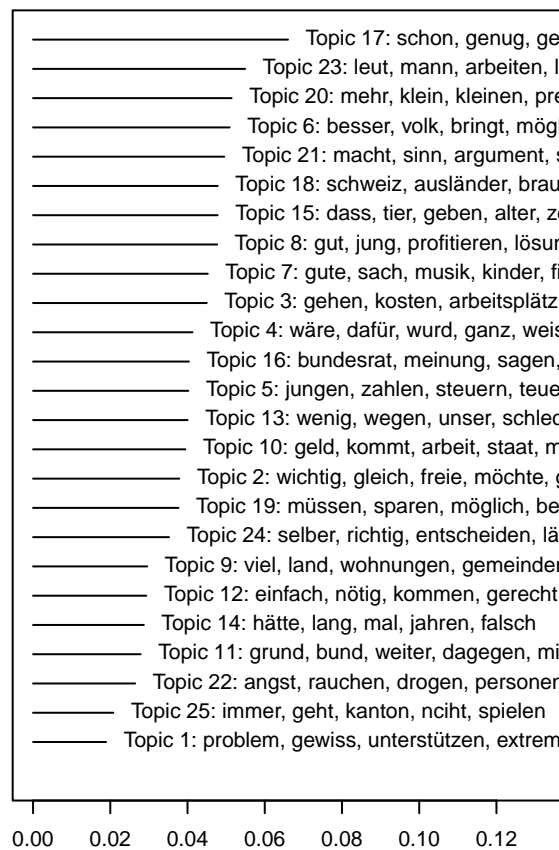 Topic 17: schon, genug, ge
Topic 23: leut, mann, arbeiten, l
Topic 20: mehr, klein, kleinen, pre
Topic 6: besser, volk, bringt, mögl
Topic 21: macht, sinn, argument, s
Topic 18: schweiz, ausländer, brau
Topic 15: dass, tier, geben, alter, ze
Topic 8: gut, jung, profitieren, lösun
Topic 7: gute, sach, musik, kinder, fi
Topic 3: gehen, kosten, arbeitsplätz
Topic 4: wäre, dafür, wurd, ganz, weis
Topic 16: bundesrat, meinung, sagen,
Topic 5: jungen, zahlen, steuern, teue
Topic 13: wenig, wegen, unser, schlec
Topic 10: geld, kommt, arbeit, staat, m
Topic 2: wichtig, gleich, freie, möchte, g
Topic 19: müssen, sparen, möglich, be
Topic 24: selber, richtig, entscheiden, lä
Topic 9: viel, land, wohnungen, gemeinden
Topic 12: einfach, nötig, kommen, gerecht
Topic 14: hätte, lang, mal, jahren, falsch
Topic 11: grund, bund, weiter, dagegen, mi
Topic 22: angst, rauchen, drogen, personen
Topic 25: immer, geht, kanton, nciht, spielen
Topic 1: problem, gewiss, unterstützen, extrem
0.00 0.02 0.04 0.06 0.08 0.10 0.12